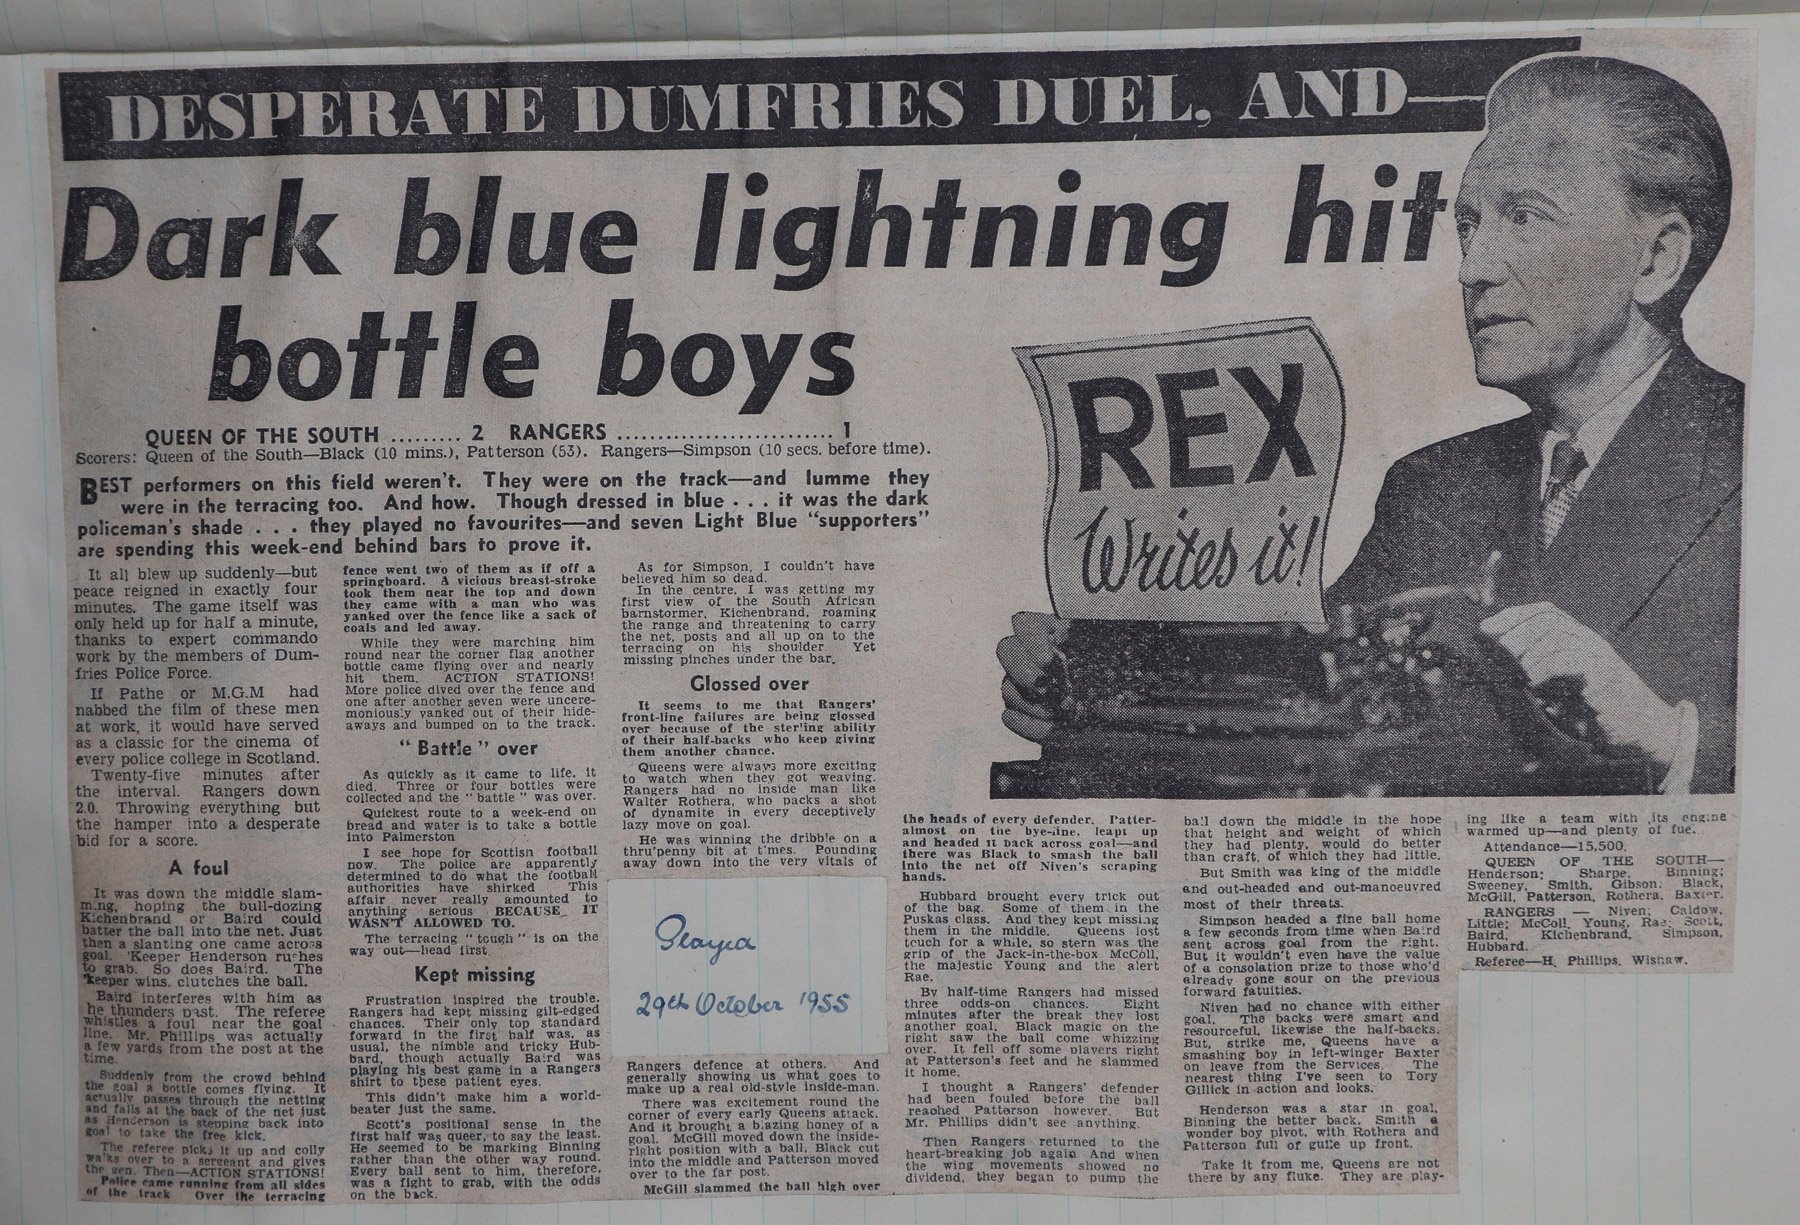 DESPERATE DUMFRIES DUEL, AND—
Dark blue lightning hit
bottle boys
REX
Writes it!
QUEEN OF THE SOUTH ......... 2 RANGERS ............................ 1
Scorers: Queen of the South—Black (10 mins.), Patterson (53). Rangers—Simpson (10 secs. before time).
BEST performers on this field weren't. They were on the track—and lumme they
were in the terracing too. And how. Though dressed in blue . . . it was the dark
policeman's shade . . . they played no favourites—and seven Light Blue "supporters"
are spending this week-end behind bars to prove it.
It all blew up suddenly—but
peace reigned in exactly four
minutes. The game itself was
only held up for half a minute,
thanks to expert commando
work by the members of Dum-
fries Police Force.
If Pathe or M.G.M had
nabbed the film of these men
at work, it would have served
as a classic for the cinema of
every police college in Scotland.
Twenty-five minutes after
the interval. Rangers down
2.0. Throwing everything but
the hamper into a desperate
bid for a score.
A foul
It was down the middle slam-
ming, hoping the bull-dozing
Kichenbrand or Baird could
batter the ball into the net. Just
then a slanting one came across
goal. 'Keeper Henderson rushes
to grab. So does Baird. The
'keeper wins, clutches the ball.
Baird interferes with him as
he thunders past. The referee
whistles a foul near the goal
line. Mr. Phillips was actually
a few yards from the post at the
time.
Suddenly from the crowd behind
the goal a bottle comes flying. It
actually passes through the netting
and falls at the back of the net just
as Henderson is stepping back into
goal to take the free kick.
The referee picks it up and coolly
walks over to a sergeant and gives
the gen. Then—ACTION STATIONS!
Police came running from all sides
of the track Over the terracing
fence went two of them as if off a
springboard. A vicious breast-stroke
took them near the top and down
they came with a man who was
yanked over the fence like a sack of
coals and led away.
While they were marching him
round near the corner flag another
bottle came flying over and nearly
hit them. ACTION STATIONS!
More police dived over the fence and
one after another seven were uncere-
moniously yanked out of their hide-
aways and bumped on to the track.
"Battle" over
As quickly as it came to life, it
died. Three or four bottles were
collected and the "battle" was over.
Quickest route to a week-end on
bread and water is to take a bottle
into Palmerston
I see hope for Scottish football
now. The police are apparently
determined to do what the football
authorities have shirked This
affair never really amounted to
anything serious BECAUSE IT
WASN'T ALLOWED TO.
The terracing "tough" is on the
way out—head first
Kept missing
Frustration inspired the trouble.
Rangers had kept missing gilt-edged
chances. Their only top standard
forward in the first half was, as
usual, the nimble and tricky Hub-
bard, though actually Baird was
playing his best game in a Rangers
shirt to these patient eyes.
This didn't make him a world-
beater just the same.
Scott's positional sense in the
first half was queer, to say the least.
He seemed to be marking Binning
rather than the other way round.
Every ball sent to him, therefore,
was a fight to grab, with the odds
on the back.
As for Simpson, I couldn't have
believed him so dead.
In the centre, I was getting my
first view of the South African
barnstormer, Kichenbrand, roaming
the range and threatening to carry
the net, posts and all up on to the
terracing on his shoulder Yet
missing pinches under the bar.
Glossed over
It seems to me that Rangers'
front-line failures are being glossed
over because of the sterling ability
of their half-backs who keep giving
them another chance.
Queens were always more exciting
to watch when they got weaving.
Rangers had no inside man like
Walter Rothera, who packs a shot
of dynamite in every deceptively
lazy move on goal.
He was winning the dribble on a
thru'penny bit at times. Pounding
away down into the very vitals of
Played
29th October 1955
Rangers defence at others. And
generally showing us what goes to
make up a real old-style inside-man.
There was excitement round the
corner of every early Queens attack.
And it brought a blazing honey of a
goal. McGill moved down the inside-
right position with a ball, Black cut
into the middle and Patterson moved
over to the far post.
McGill slammed the ball high over
the heads of every defender. Patter-
almost on the bye-line, leapt up
and headed it back across goal—and
there was Black to smash the ball
into the net off Niven's scraping
hands.
Hubbard brought every trick out
of the bag. Some of them in the
Puskas class. And they kept missing
them in the middle. Queens lost
touch for a while, so stern was the
grip of the Jack-in-the-box McColl,
the majestic Young and the alert
Rae.
By half-time Rangers had missed
three odds-on chances. Eight
minutes after the break they lost
another goal. Black magic on the
right saw the ball come whizzing
over. It fell off some players right
at Patterson's feet and he slammed
it home.
I thought a Rangers' defender
had been fouled before the ball
reached Patterson however. But
Mr. Phillips didn't see anything.
Then Rangers returned to the
heart-breaking job again And when
the wing movements showed no
dividend, they began to pump the
ball down the middle in the hope
that height and weight of which
they had plenty, would do better
than craft, of which they had little.
But Smith was king of the middle
and out-headed and out-manoeuvred
most of their threats.
Simpson headed a fine ball home
a few seconds from time when Baird
sent across goal from the right.
But it wouldn't even have the value
of a consolation prize to those who'd
already gone sour on the previous
forward fatuities.
Niven had no chance with either
goal. The backs were smart and
resourceful, likewise the half-backs.
But, strike me, Queens have a
smashing boy in left-winger Baxter
on leave from the Services. The
nearest thing I've seen to Tory
Gillick in action and looks.
Henderson was a star in goal,
Binning the better back, Smith a
wonder boy pivot, with Rothera and
Patterson full of guile up front.
Take it from me, Queens are not
there by any fluke. They are play-
ing like a team with its engine
warmed up—and plenty of fue.
Attendance—15,500.
QUEEN OF THE SOUTH—
Henderson; Sharpe, Binning;
Sweeney, Smith, Gibson; Black,
McGill, Patterson, Rothera, Baxter.
RANGERS — Niven; Caldow,
Little; McColl, Young, Rae; Scott,
Baird, Kichenbrand, Simpson,
Hubbard.
Referee—H. Phillips, Wishaw.